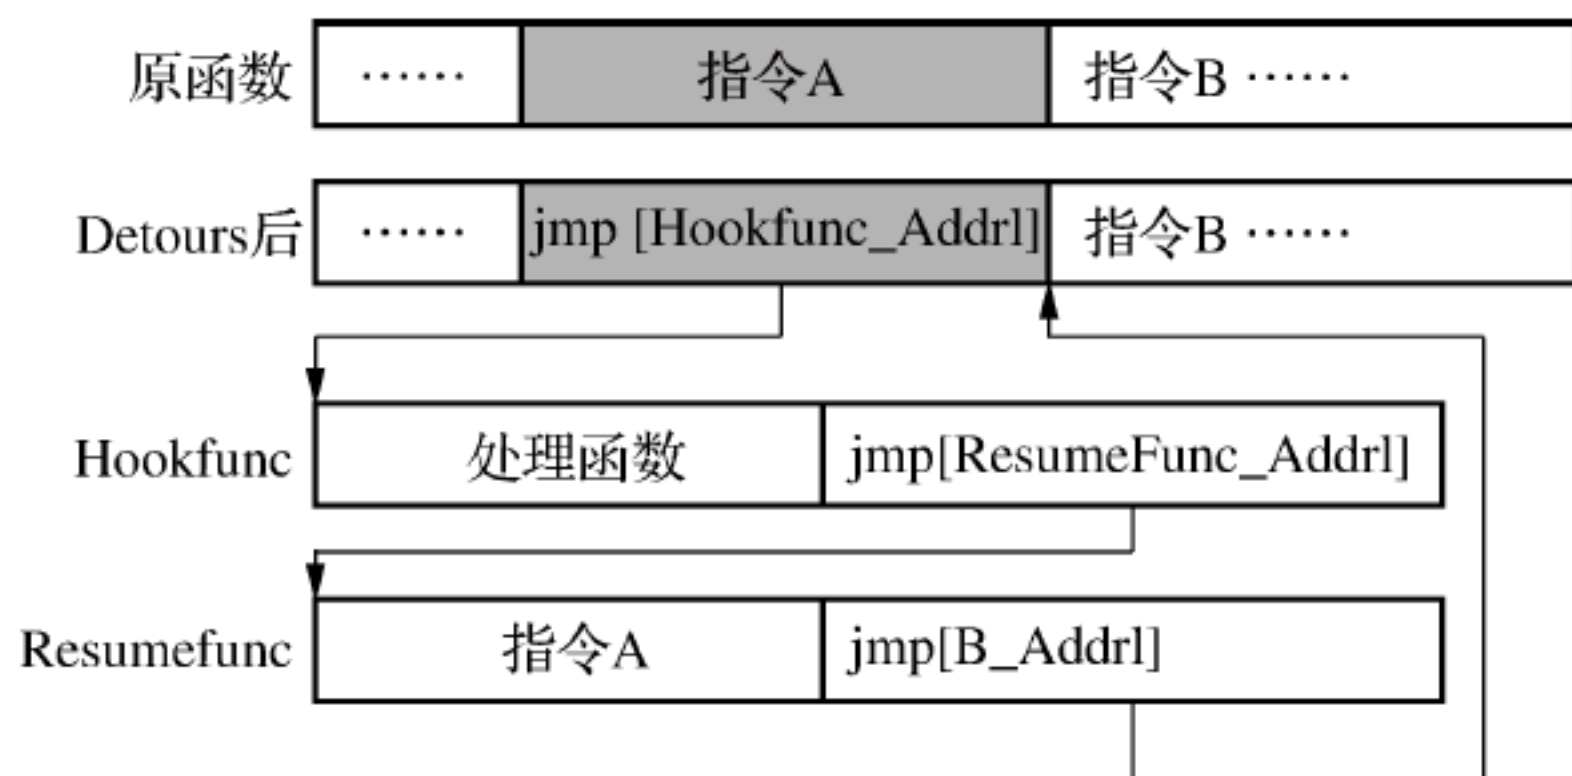 原函数 …… 指令A 指令B ……
Detours后 …… jmp [Hookfunc_Addrl] 指令B ……
Hookfunc 处理函数 jmp[ResumeFunc_Addrl]
Resumefunc 指令A jmp[B_Addrl]